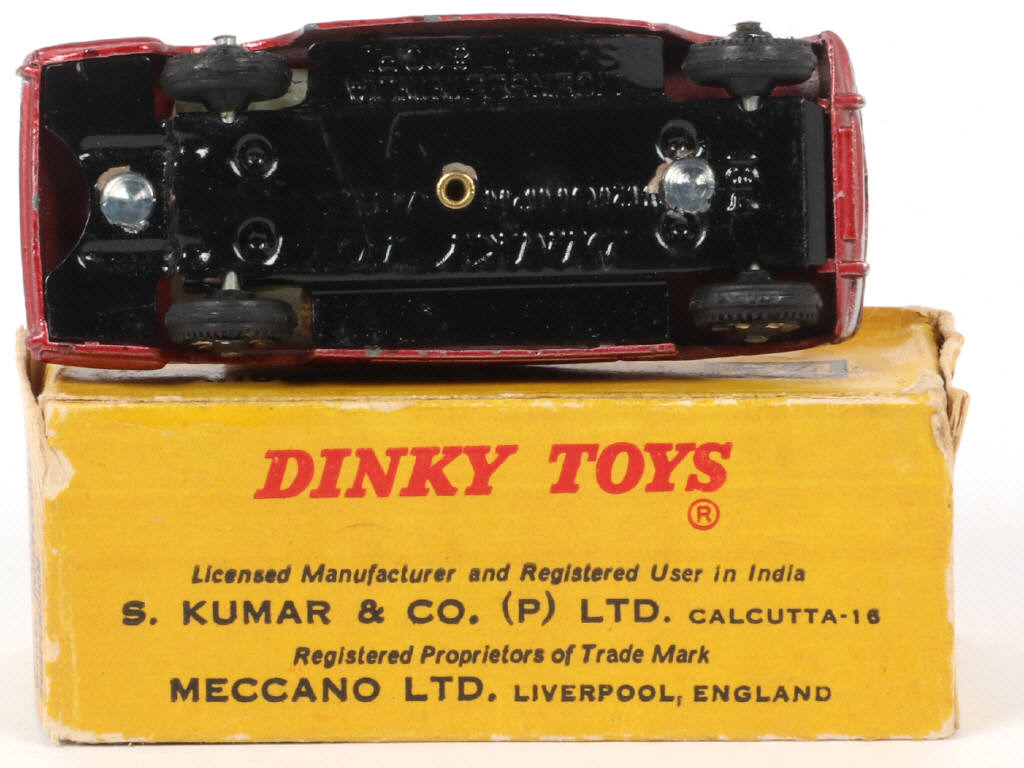 DINKY TOYS
®
Licensed Manufacturer and Registered User in India
S. KUMAR & CO. (P) LTD. CALCUTTA-16
Registered Proprietors of Trade Mark
MECCANO LTD. LIVERPOOL, ENGLAND